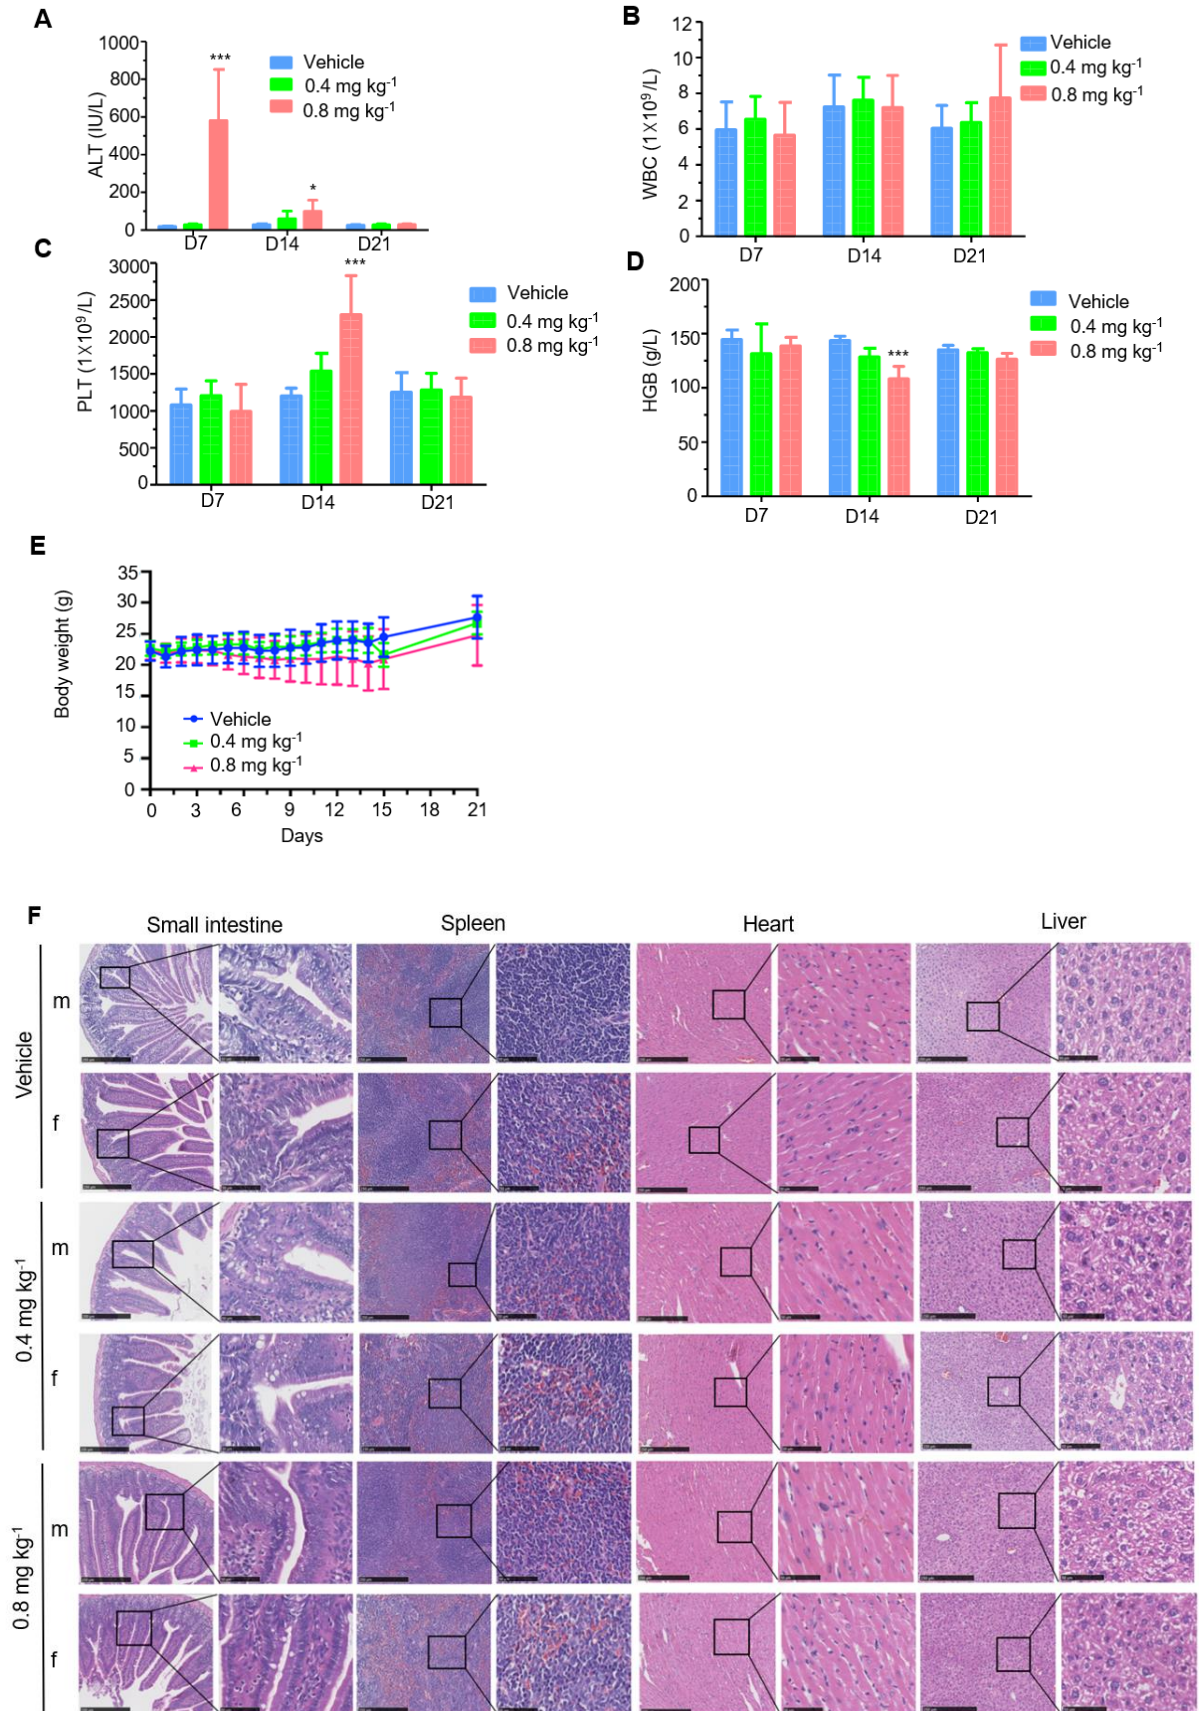 A
ALT (IU/L)
1000
800
600
400
200
0
***
*
D7 D14 D21
Vehicle
0.4 mg kg-1
0.8 mg kg-1
B
WBC (1X10⁹/L)
12
10
8
6
4
2
0
D7 D14 D21
Vehicle
0.4 mg kg-1
0.8 mg kg-1
C
PLT (1X10⁹/L)
3000
2500
2000
1500
1000
500
0
***
D7 D14 D21
Vehicle
0.4 mg kg-1
0.8 mg kg-1
D
HGB (g/L)
200
150
100
50
0
***
D7 D14 D21
Vehicle
0.4 mg kg-1
0.8 mg kg-1
E
Body weight (g)
35
30
25
20
15
10
5
0
Vehicle
0.4 mg kg-1
0.8 mg kg-1
0 3 6 9 12 15 18 21
Days
F
Small intestine Spleen Heart Liver
Vehicle
m
f
0.4 mg kg-1
m
f
0.8 mg kg-1
m
f